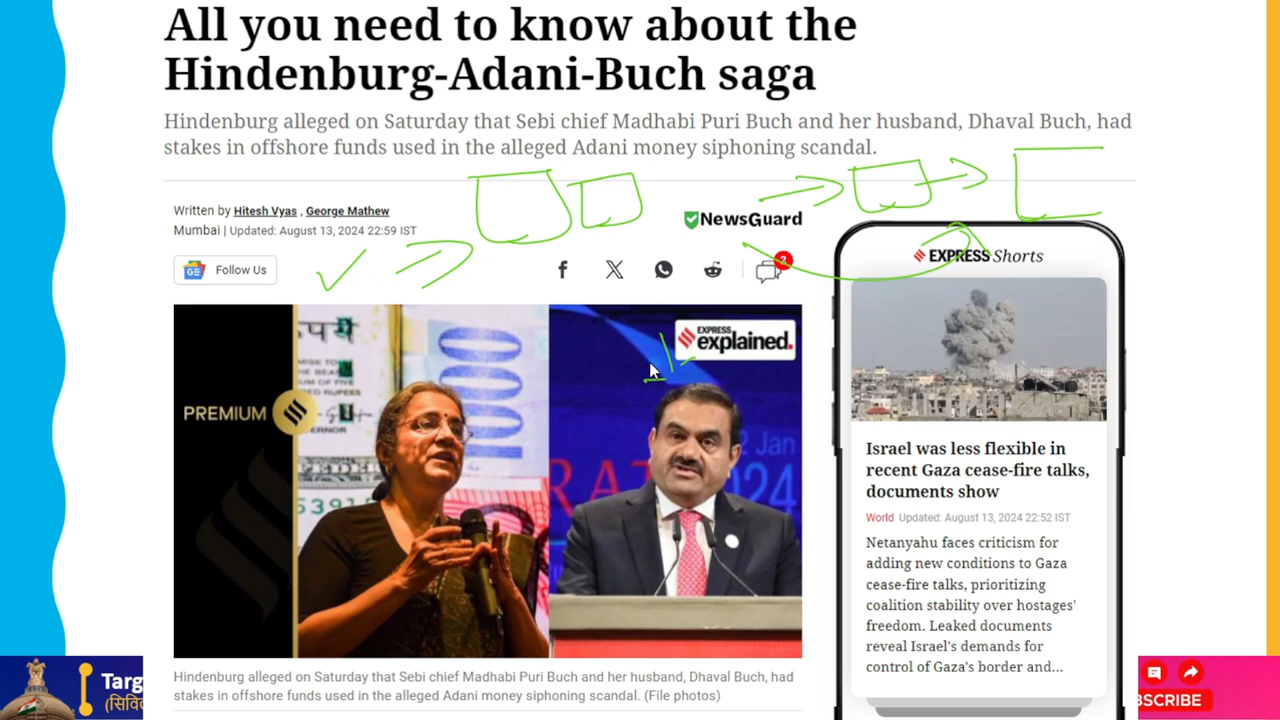 All you need to know about the
Hindenburg-Adani-Buch saga
Hindenburg alleged on Saturday that Sebi chief Madhabi Puri Buch and her husband, Dhaval Buch, had
stakes in offshore funds used in the alleged Adani money siphoning scandal.
Written by Hitesh Vyas , George Mathew
Mumbai | Updated: August 13, 2024 22:59 IST
NewsGuard
GE Follow Us
EXPRESS Shorts
EXPRESS
explained.
PREMIUM
1000
2 Jan
2024
Hindenburg alleged on Saturday that Sebi chief Madhabi Puri Buch and her husband, Dhaval Buch, had
stakes in offshore funds used in the alleged Adani money siphoning scandal. (File photos)
Israel was less flexible in
recent Gaza cease-fire talks,
documents show
World Updated: August 13, 2024 22:52 IST
Netanyahu faces criticism for
adding new conditions to Gaza
cease-fire talks, prioritizing
coalition stability over hostages'
freedom. Leaked documents
reveal Israel's demands for
control of Gaza's border and...
Targ
(सिवि
BSCRIBE